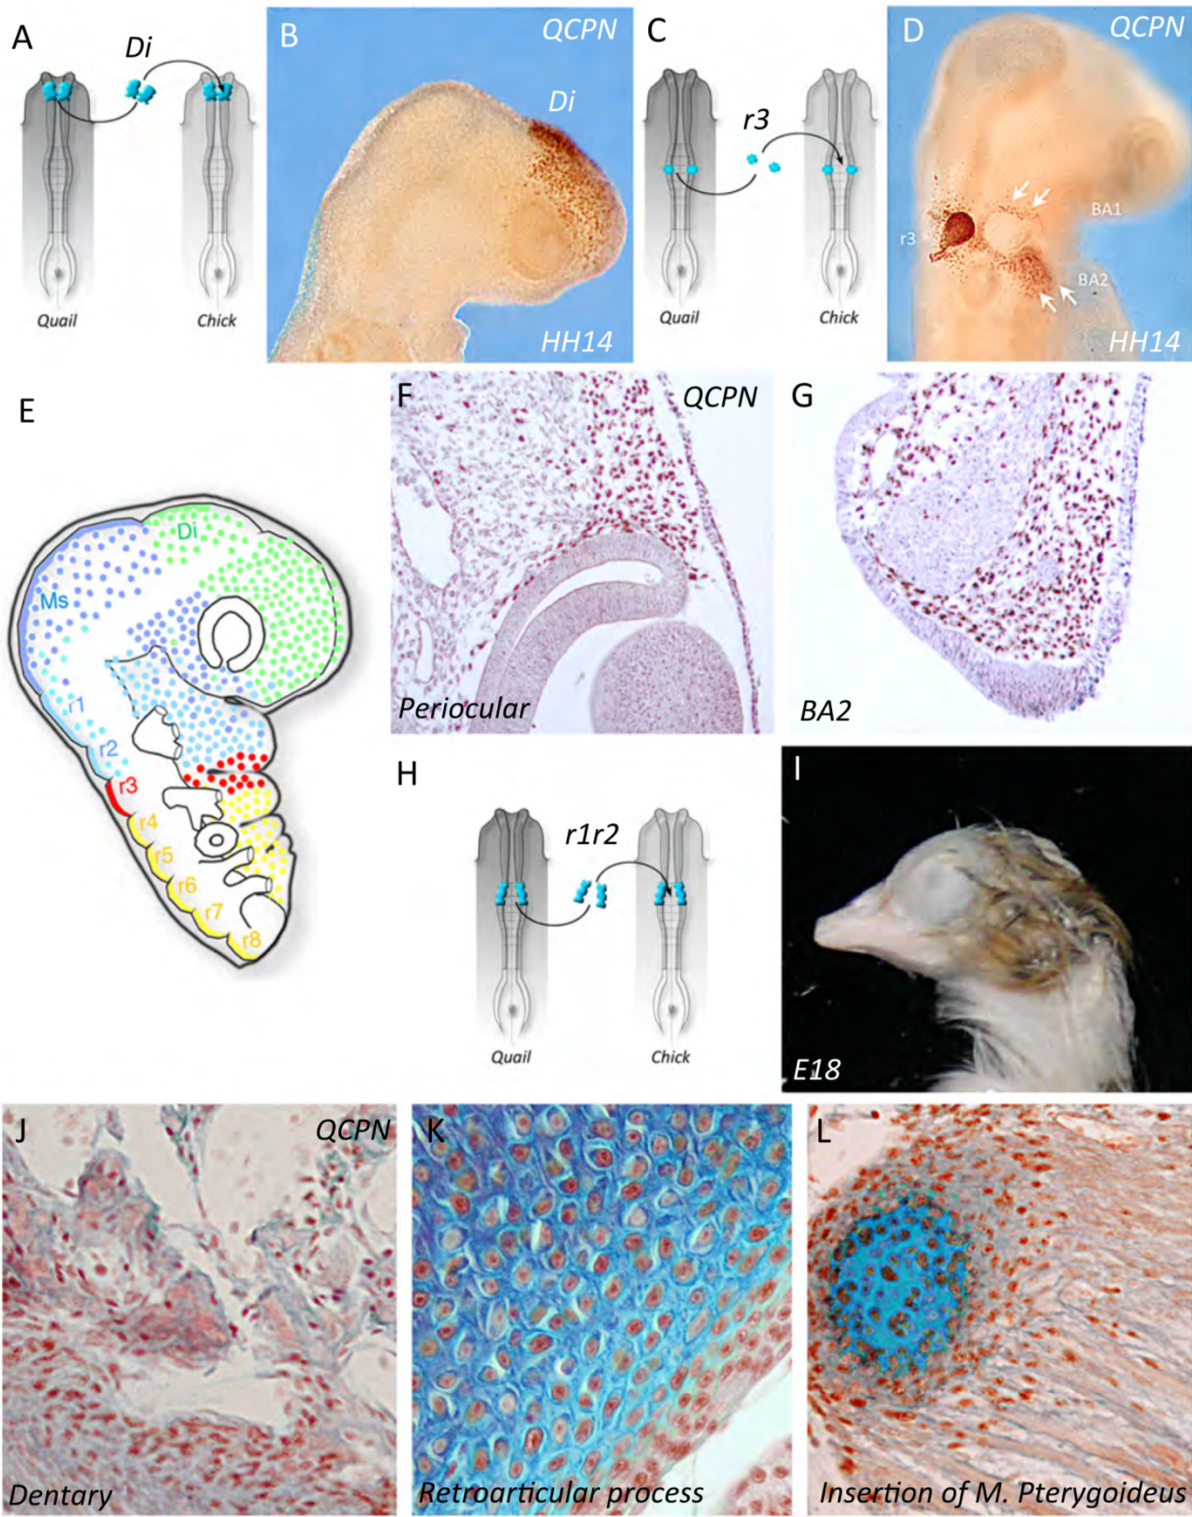 A
Di
Quail
Chick
B
QCPN
Di
HH14
C
r3
Quail
Chick
D
QCPN
r3
BA1
BA2
HH14
E
Di
Ms
r1
r2
r3
r4
r5
r6
r7
r8
F
QCPN
Periocular
G
BA2
H
r1r2
Quail
Chick
I
E18
J
QCPN
Dentary
K
Retroarticular process
L
Insertion of M. Pterygoideus